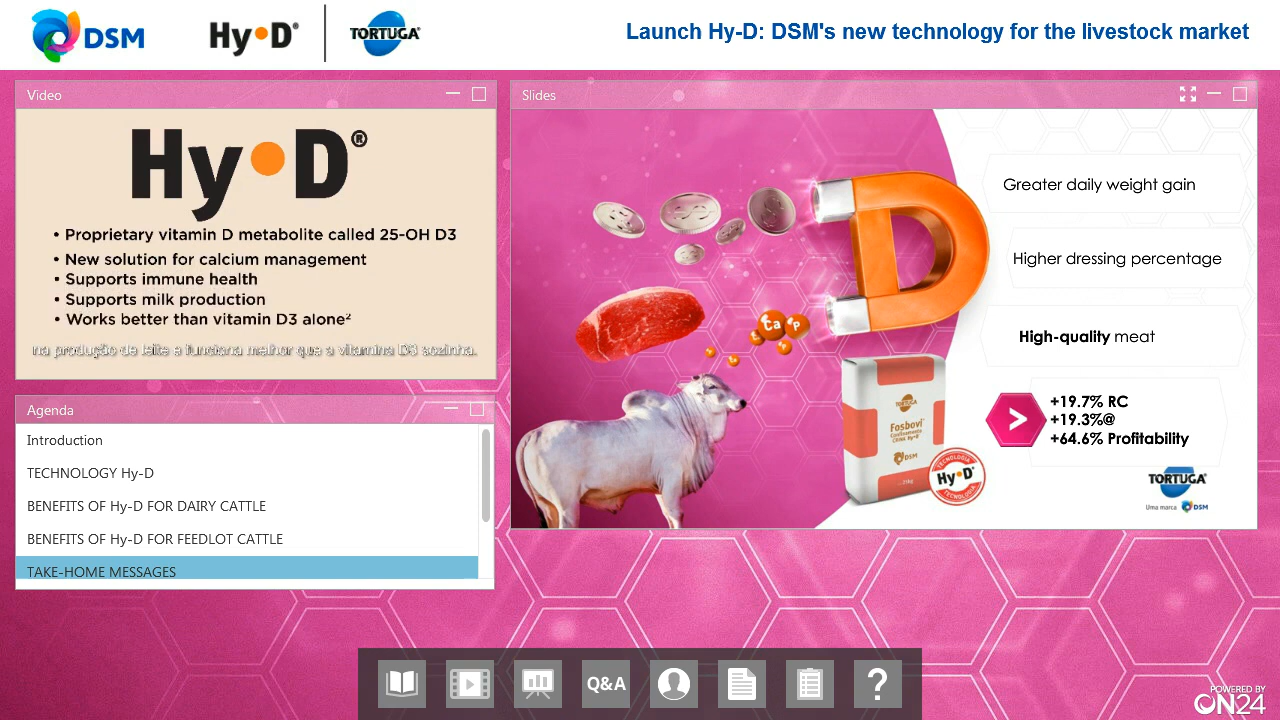 DSM
Hy•D®
TORTUGA
Launch Hy-D: DSM's new technology for the livestock market
Video
Hy•D®
• Proprietary vitamin D metabolite called 25-OH D3
• New solution for calcium management
• Supports immune health
• Supports milk production
• Works better than vitamin D3 alone²
na produção de leite e funciona melhor que a vitamina D3 sozinha.
Agenda
Introduction
TECHNOLOGY Hy-D
BENEFITS OF Hy-D FOR DAIRY CATTLE
BENEFITS OF Hy-D FOR FEEDLOT CATTLE
TAKE-HOME MESSAGES
Slides
Greater daily weight gain
Higher dressing percentage
High-quality meat
+19.7% RC
+19.3%@
+64.6% Profitability
Ca
P
TORTUGA
Fosbovi
Confinamento
DSM
TECNOLOGIA
Hy•D
TECNOLOGIA
TORTUGA
Uma marca DSM
Q&A
?
POWERED BY
ON24